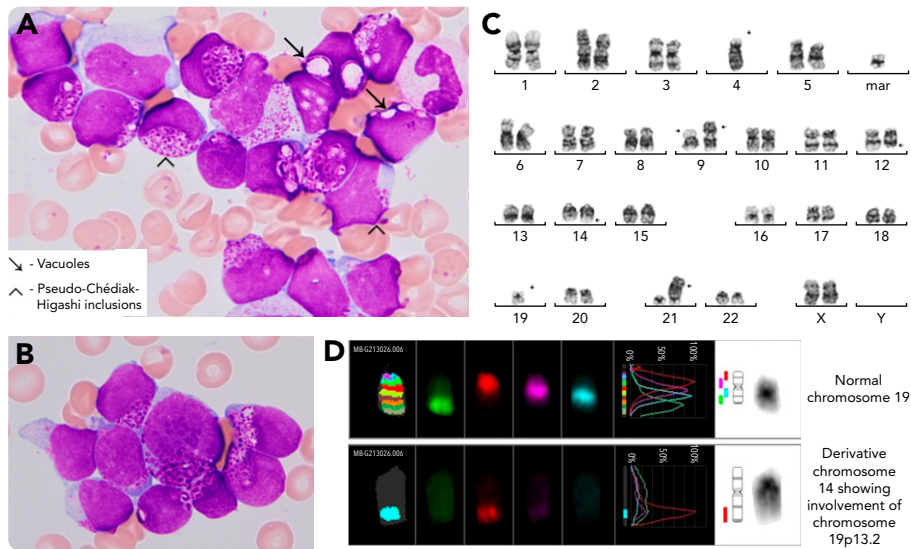 A
- Vacuoles
- Pseudo-Chédiak-
Higashi inclusions
B
C
1 2 3 4 5 mar
6 7 8 9 10 11 12
13 14 15 16 17 18
19 20 21 22 X Y
D
MB-G213026.006
0% 50% 100%
Normal
chromosome 19
MB-G213026.006
0% 50% 100%
Derivative
chromosome
14 showing
involvement of
chromosome
19p13.2